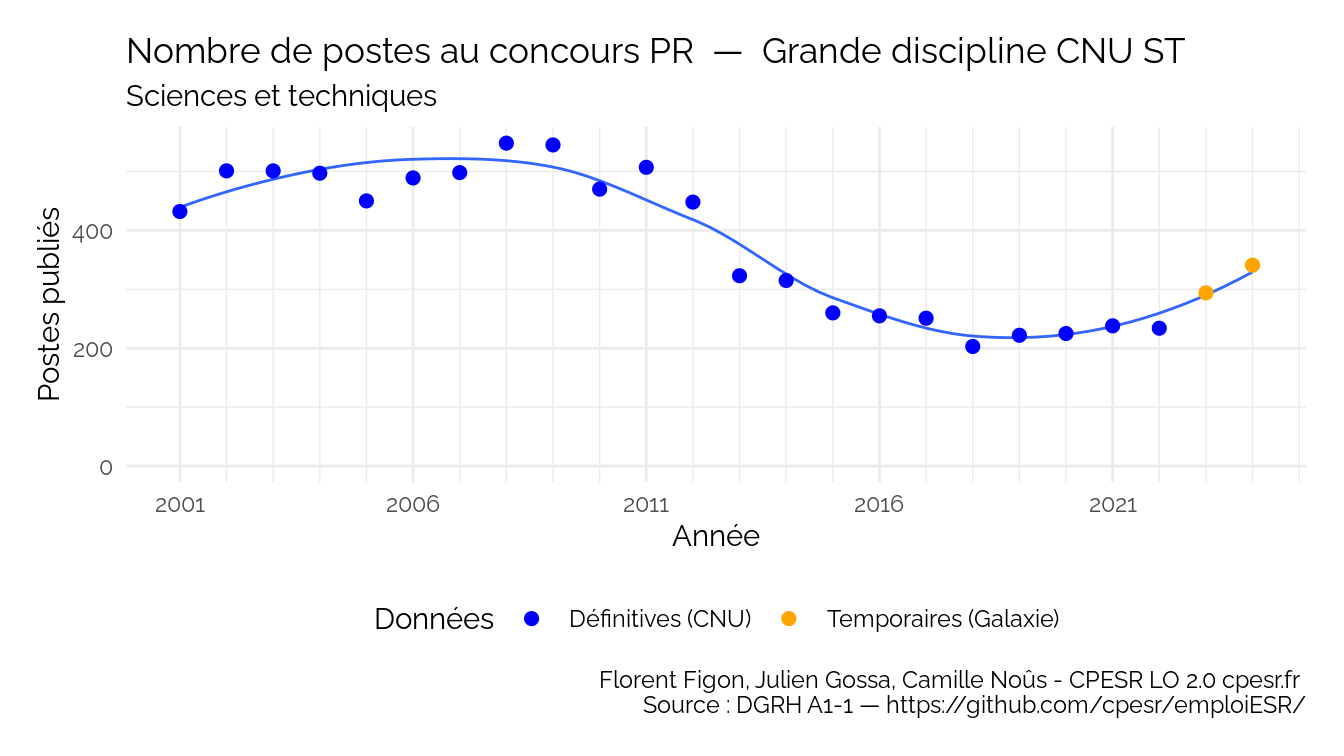 Nombre de postes au concours PR — Grande discipline CNU ST
Sciences et techniques
Postes publiés
400
200
0
2001 2006 2011 2016 2021
Année
Données Définitives (CNU) Temporaires (Galaxie)
Florent Figon, Julien Gossa, Camille Noûs - CPESR LO 2.0 cpesr.fr
Source : DGRH A1-1 — https://github.com/cpesr/emploiESR/